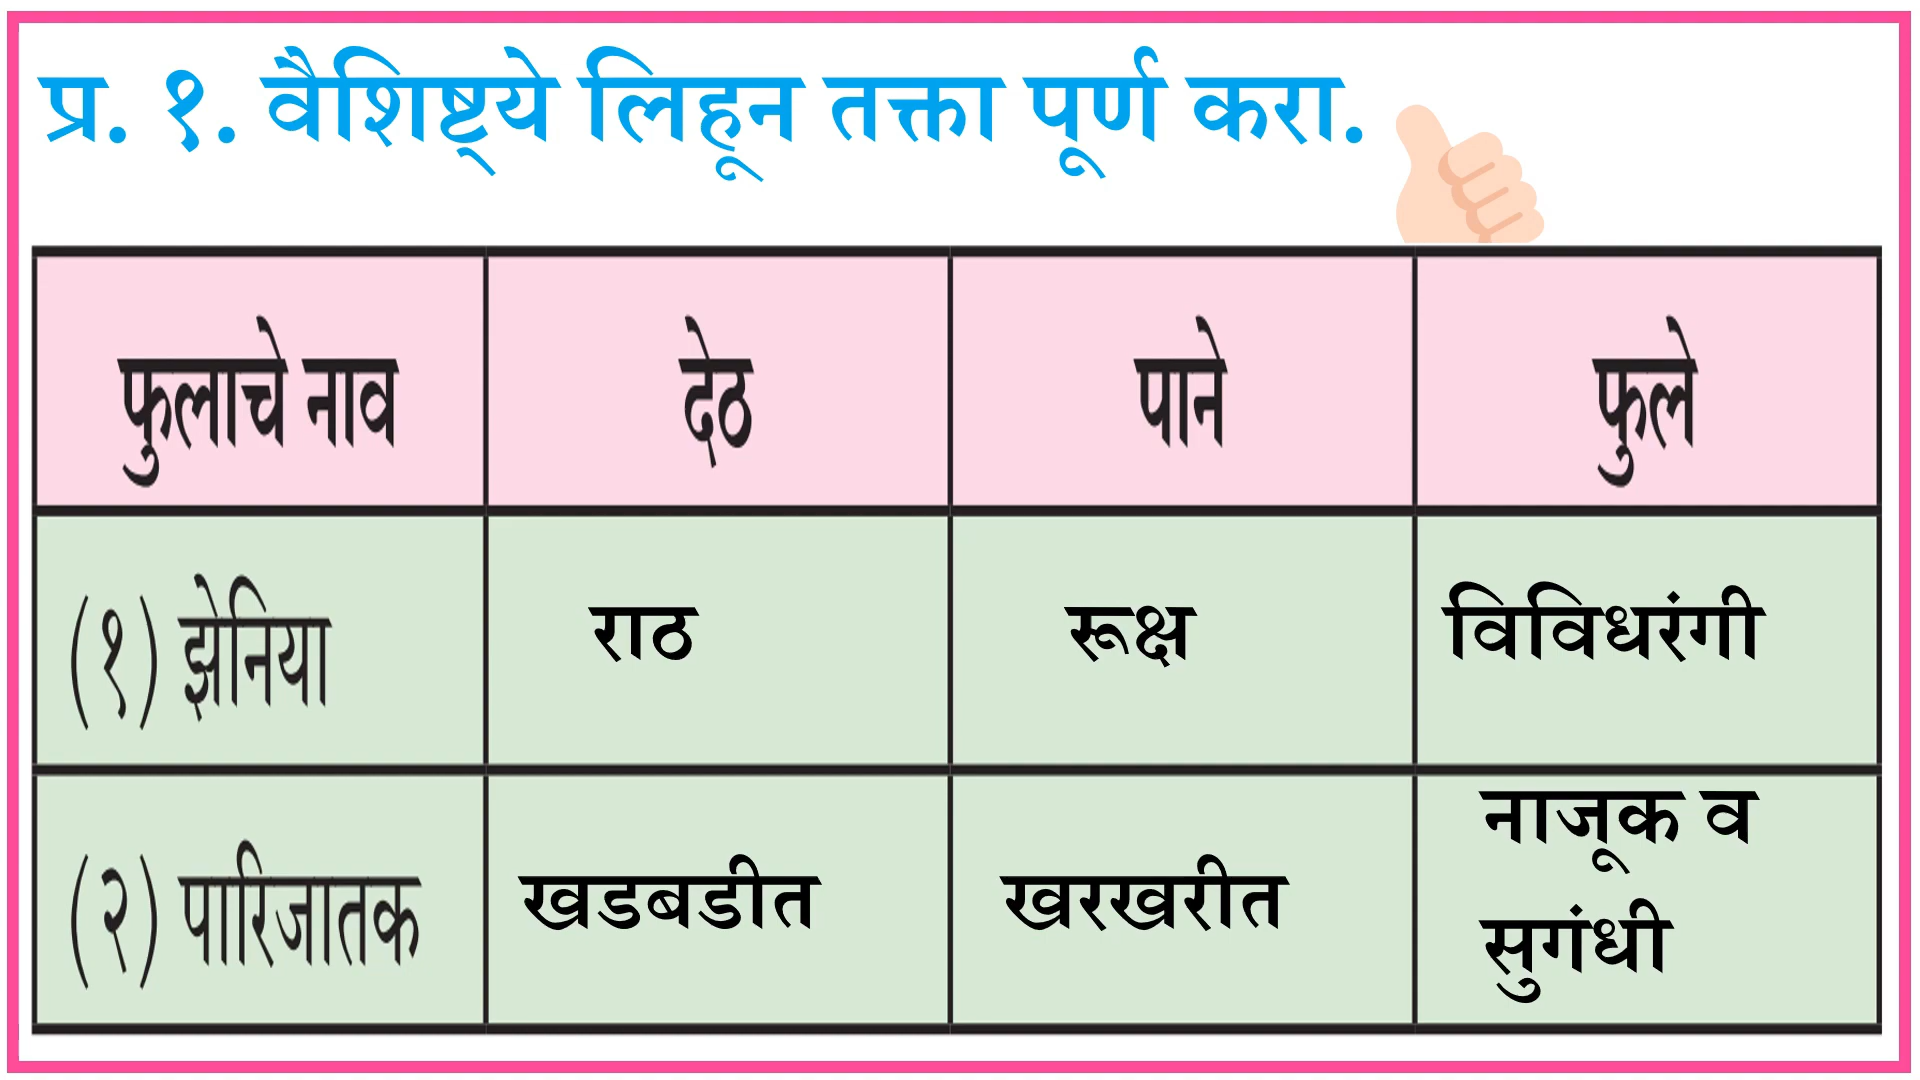 प्र. १. वैशिष्ट्ये लिहून तक्ता पूर्ण करा.
फुलाचे नाव देठ पाने फुले
(१) झेनिया राठ रूक्ष विविधरंगी
(२) पारिजातक खडबडीत खरखरीत नाजूक व
सुगंधी